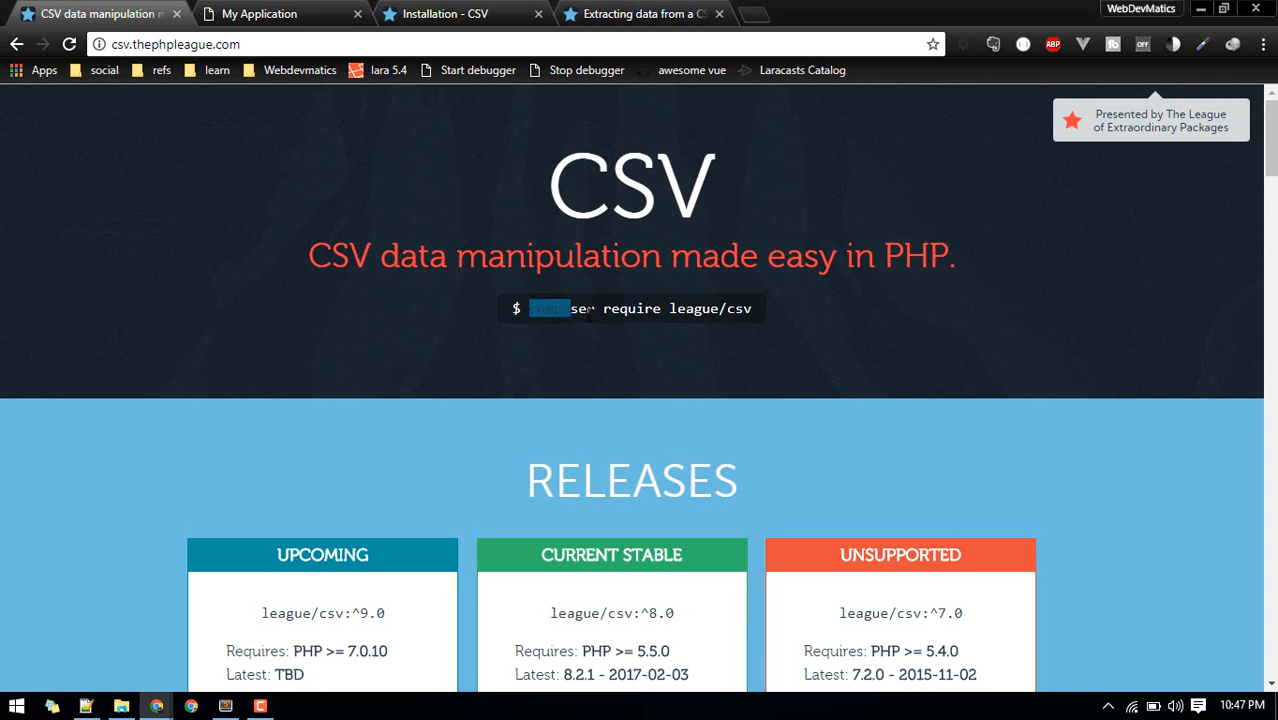 CSV data manipulation m
My Application
Installation - CSV
Extracting data from a CS
WebDevMatics
csv.thephpleague.com
ABP
OFF
Apps
social
refs
learn
Webdevmatics
lara 5.4
Start debugger
Stop debugger
awesome vue
Laracasts Catalog
Presented by The League
of Extraordinary Packages
CSV
CSV data manipulation made easy in PHP.
$ composer require league/csv
RELEASES
UPCOMING
league/csv:^9.0
Requires: PHP >= 7.0.10
Latest: TBD
CURRENT STABLE
league/csv:^8.0
Requires: PHP >= 5.5.0
Latest: 8.2.1 - 2017-02-03
UNSUPPORTED
league/csv:^7.0
Requires: PHP >= 5.4.0
Latest: 7.2.0 - 2015-11-02
10:47 PM